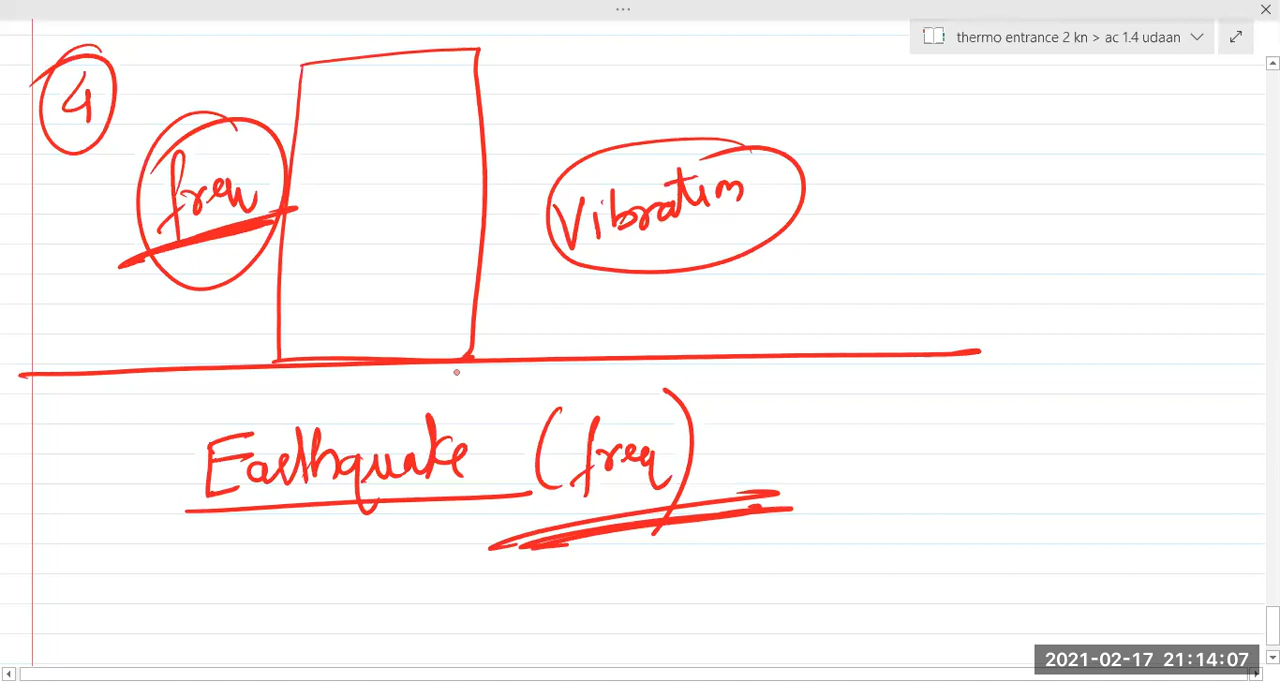 thermo entrance 2 kn > ac 1.4 udaan
4
freq
Vibration
Earthquake (freq)
2021-02-17 21:14:07